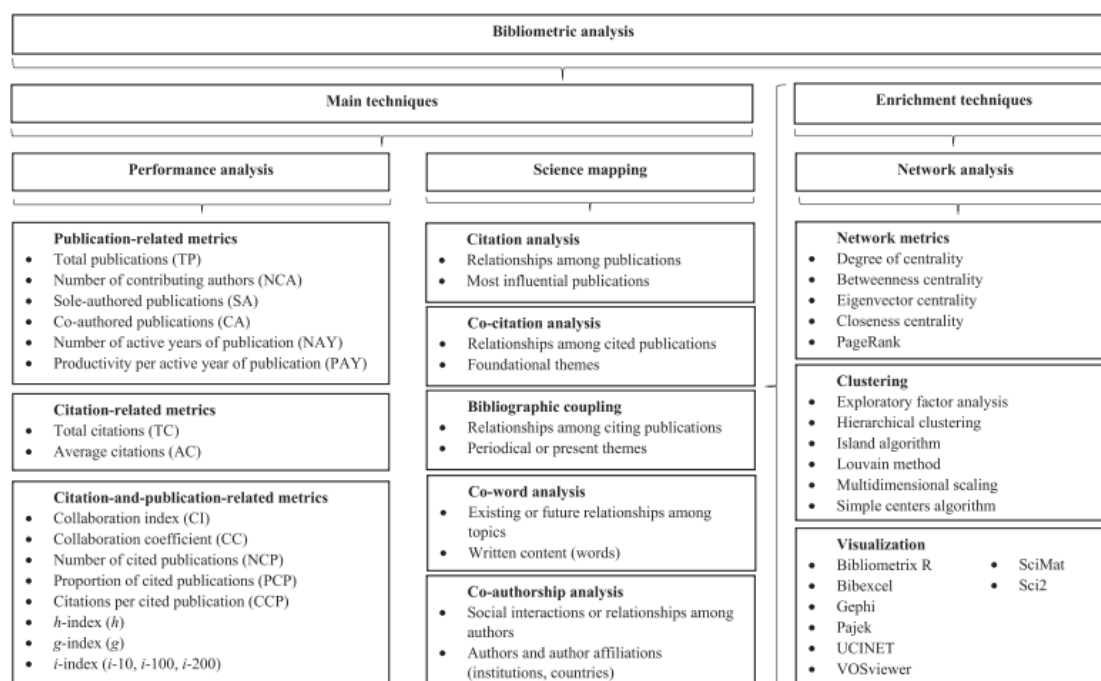 Bibliometric analysis
Main techniques
Enrichment techniques
Performance analysis
Science mapping
Network analysis
Publication-related metrics
• Total publications (TP)
• Number of contributing authors (NCA)
• Sole-authored publications (SA)
• Co-authored publications (CA)
• Number of active years of publication (NAY)
• Productivity per active year of publication (PAY)
Citation-related metrics
• Total citations (TC)
• Average citations (AC)
Citation-and-publication-related metrics
• Collaboration index (CI)
• Collaboration coefficient (CC)
• Number of cited publications (NCP)
• Proportion of cited publications (PCP)
• Citations per cited publication (CCP)
• h-index (h)
• g-index (g)
• i-index (i-10, i-100, i-200)
Citation analysis
• Relationships among publications
• Most influential publications
Co-citation analysis
• Relationships among cited publications
• Foundational themes
Bibliographic coupling
• Relationships among citing publications
• Periodical or present themes
Co-word analysis
• Existing or future relationships among
topics
• Written content (words)
Co-authorship analysis
• Social interactions or relationships among
authors
• Authors and author affiliations
(institutions, countries)
Network metrics
• Degree of centrality
• Betweenness centrality
• Eigenvector centrality
• Closeness centrality
• PageRank
Clustering
• Exploratory factor analysis
• Hierarchical clustering
• Island algorithm
• Louvain method
• Multidimensional scaling
• Simple centers algorithm
Visualization
• Bibliometrix R
• Bibexcel
• Gephi
• Pajek
• UCINET
• VOSviewer
• SciMat
• Sci2